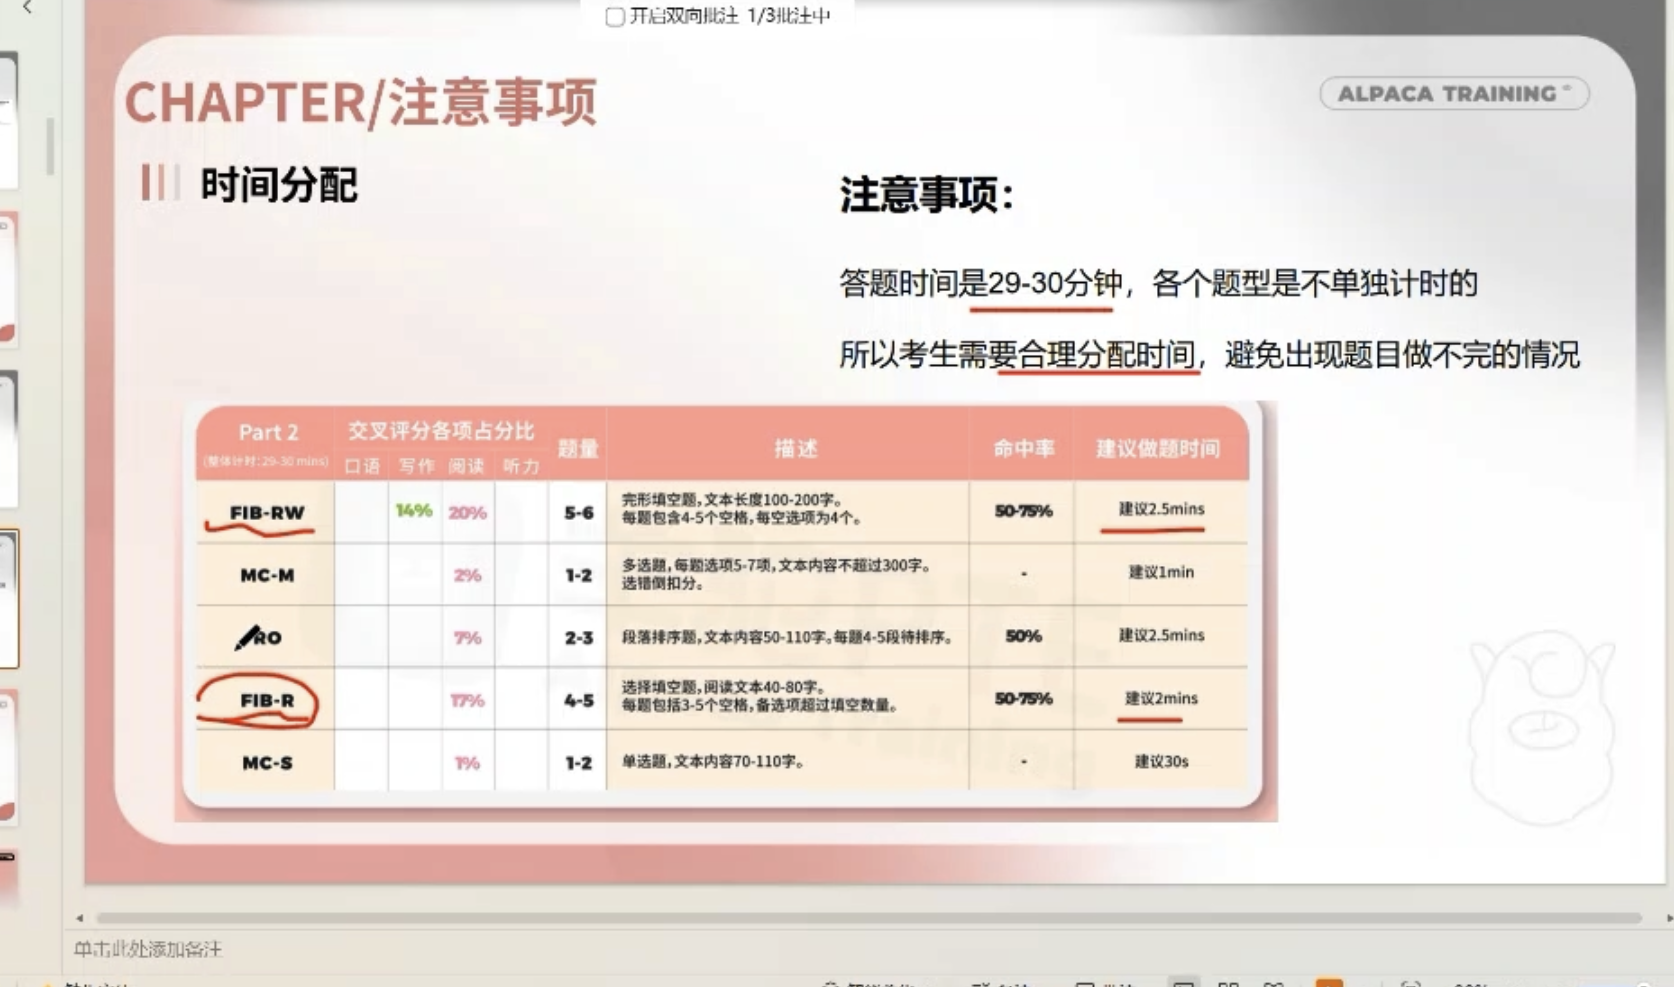 开启双向批注 1/3批注中
CHAPTER/注意事项
ALPACA TRAINING
时间分配
注意事项：
答题时间是29-30分钟，各个题型是不单独计时的
所以考生需要合理分配时间，避免出现题目做不完的情况
Part 2
(整体计时:29-30 mins)
交叉评分各项占分比
口语 写作 阅读 听力
题量
描述
命中率
建议做题时间
FIB-RW
14%
20%
5-6
完形填空题,文本长度100-200字。
每题包含4-5个空格,每空选项为4个。
50-75%
建议2.5mins
MC-M
2%
1-2
多选题,每题选项5-7项,文本内容不超过300字。
选错倒扣分。
-
建议1min
RO
7%
2-3
段落排序题,文本内容50-110字。每题4-5段待排序。
50%
建议2.5mins
FIB-R
17%
4-5
选择填空题,阅读文本40-80字。
每题包括3-5个空格,备选项超过填空数量。
50-75%
建议2mins
MC-S
1%
1-2
单选题,文本内容70-110字。
-
建议30s
单击此处添加备注